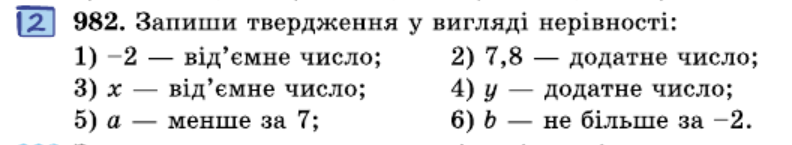 2 982. Запиши твердження у вигляді нерівності:
1) −2 — від’ємне число; 2) 7,8 — додатне число;
3) x — від’ємне число; 4) y — додатне число;
5) a — менше за 7; 6) b — не більше за −2.